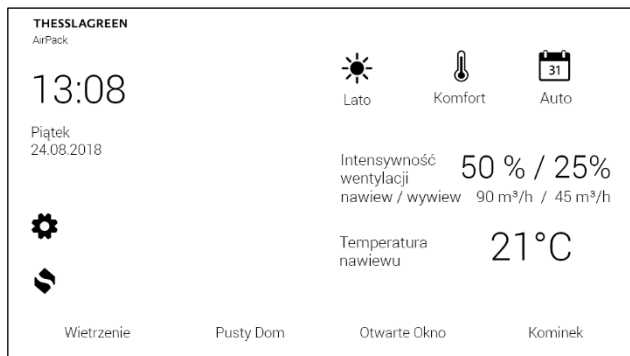 THESSLAGREEN
AirPack
13:08
Piątek
24.08.2018
31
Lato
Komfort
Auto
Intensywność
wentylacji
nawiew / wywiew
50 % / 25%
90 m³/h / 45 m³/h
Temperatura
nawiewu
21°C
Wietrzenie
Pusty Dom
Otwarte Okno
Kominek